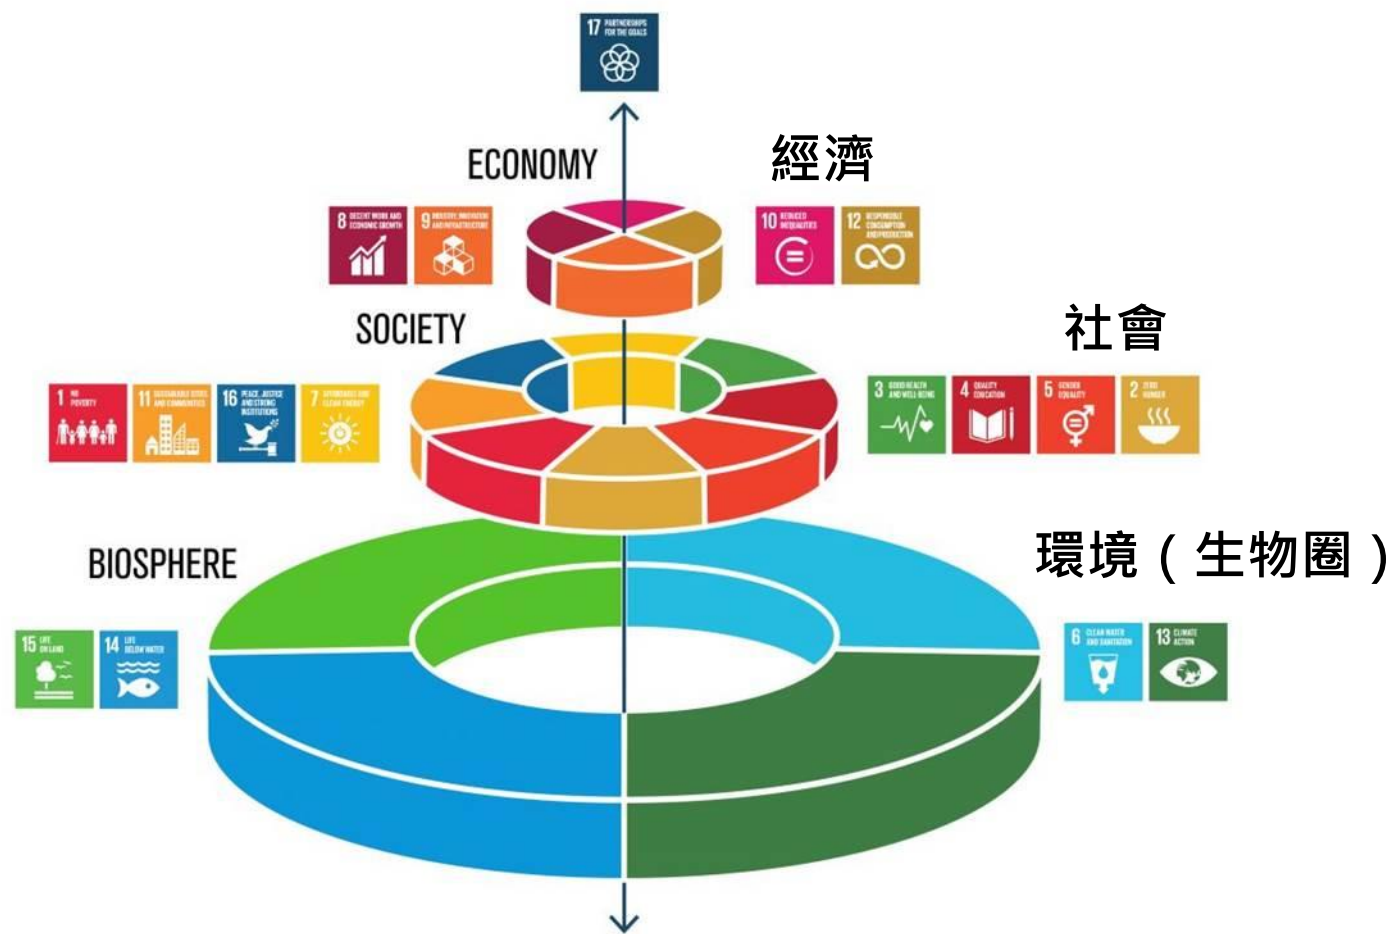 17 PARTNERSHIPS
FOR THE GOALS
ECONOMY
經濟
8 DECENT WORK AND
ECONOMIC GROWTH
9 INDUSTRY, INNOVATION
AND INFRASTRUCTURE
10 REDUCED
INEQUALITIES
12 RESPONSIBLE
CONSUMPTION
AND PRODUCTION
SOCIETY
社會
1 NO
POVERTY
11 SUSTAINABLE CITIES
AND COMMUNITIES
16 PEACE, JUSTICE
AND STRONG
INSTITUTIONS
7 AFFORDABLE AND
CLEAN ENERGY
3 GOOD HEALTH
AND WELL-BEING
4 QUALITY
EDUCATION
5 GENDER
EQUALITY
2 ZERO
HUNGER
BIOSPHERE
環境（生物圈）
15 LIFE
ON LAND
14 LIFE
BELOW WATER
6 CLEAN WATER
AND SANITATION
13 CLIMATE
ACTION